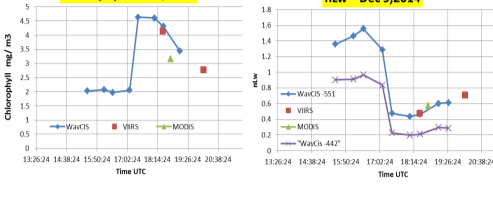 nLw - Dec 9,2014
5
4.5
4
3.5
3
2.5
2
1.5
1
0.5
0
Chlorophyll mg/ m3
WavCIS
VIIRS
MODIS
13:26:24 14:38:24 15:50:24 17:02:24 18:14:24 19:26:24 20:38:24
Time UTC
1.8
1.6
1.4
1.2
1
0.8
0.6
0.4
0.2
0
nLw
WavCIS -551
VIIRS
MODIS
"WavCis -442"
13:26:24 14:38:24 15:50:24 17:02:24 18:14:24 19:26:24 20:38:24
Time UTC